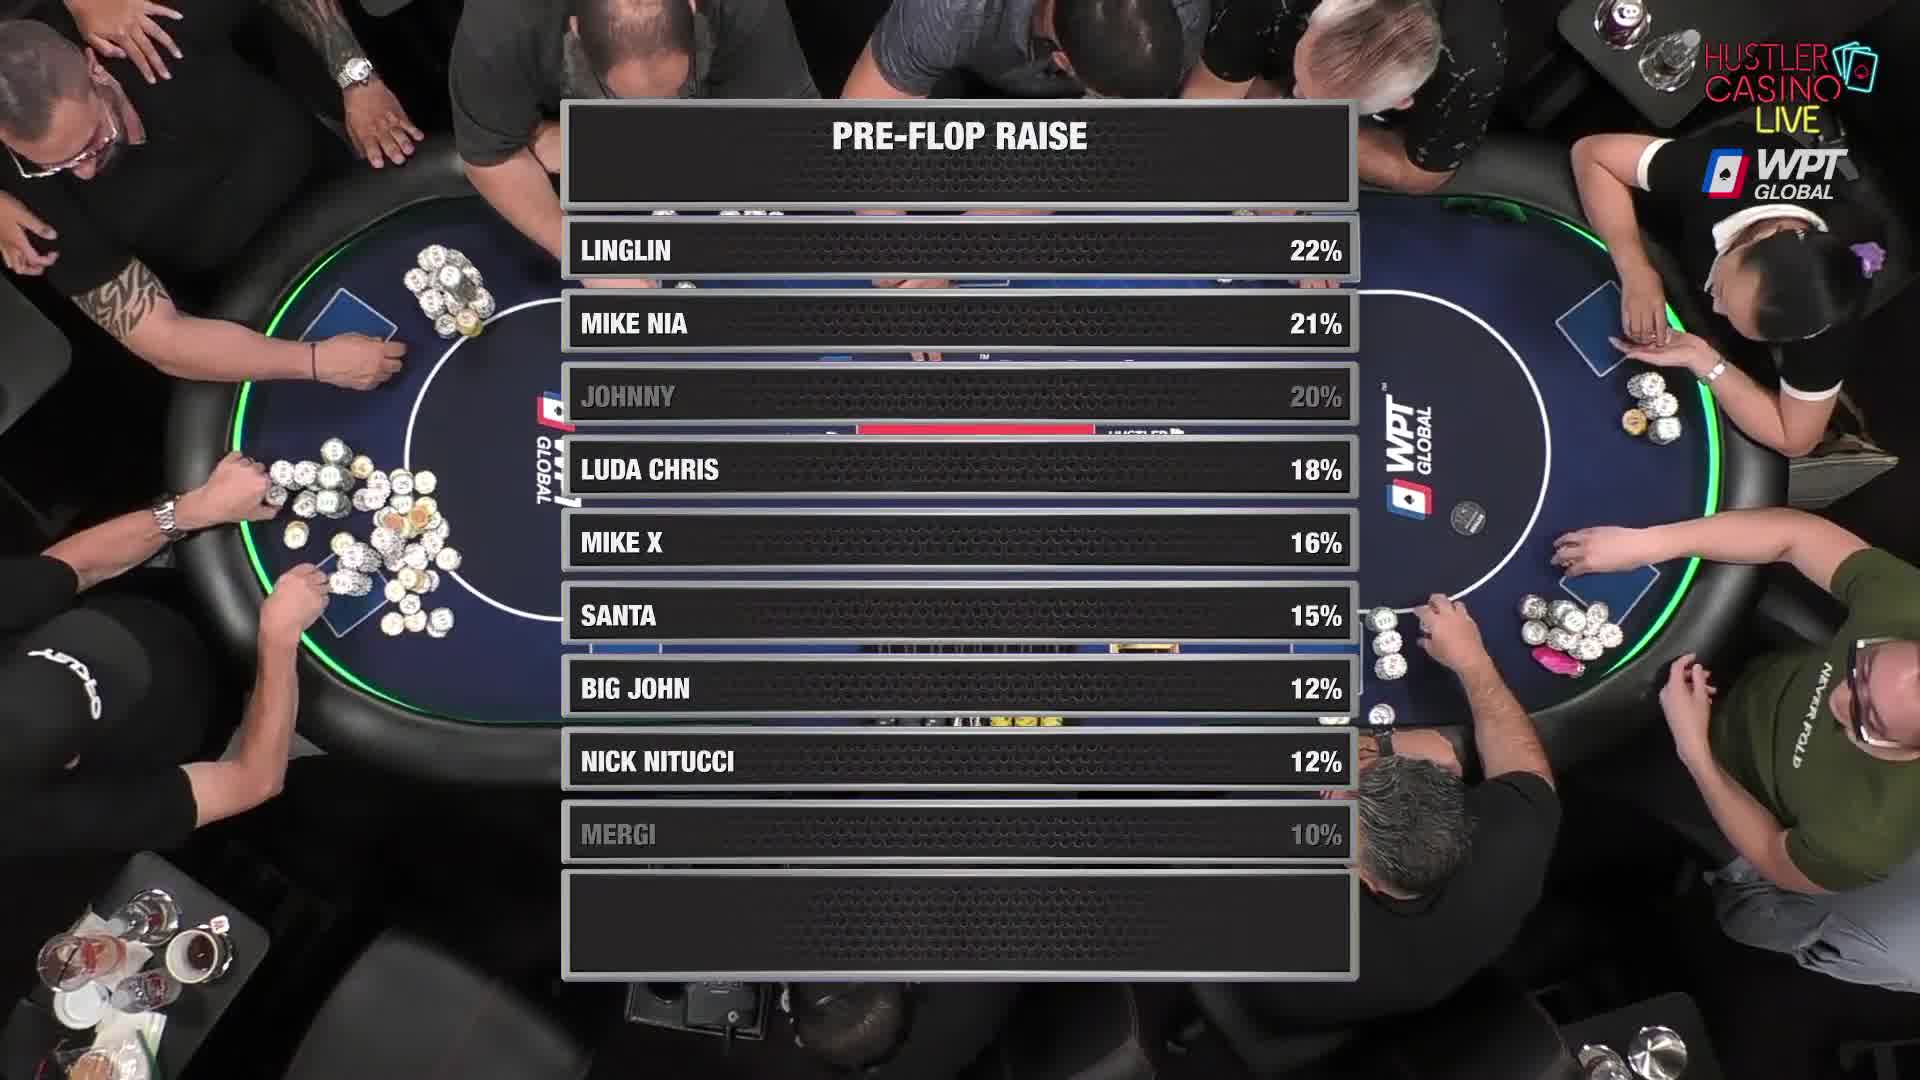 HUSTLER
CASINO
LIVE
WPT
GLOBAL
PRE-FLOP RAISE
LINGLIN 22%
MIKE NIA 21%
JOHNNY 20%
LUDA CHRIS 18%
MIKE X 16%
SANTA 15%
BIG JOHN 12%
NICK NITUCCI 12%
MERGI 10%
GLOBAL
WPT
GLOBAL
OAKLEY
NEVER FOLD